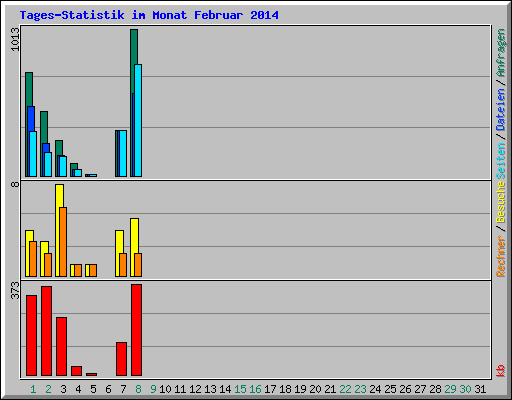 Tages-Statistik im Monat Februar 2014
1013
8
373
Rechner / Besuche Seiten / Dateien / Anfragen
kb
1 2 3 4 5 6 7 8 9 10 11 12 13 14 15 16 17 18 19 20 21 22 23 24 25 26 27 28 29 30 31